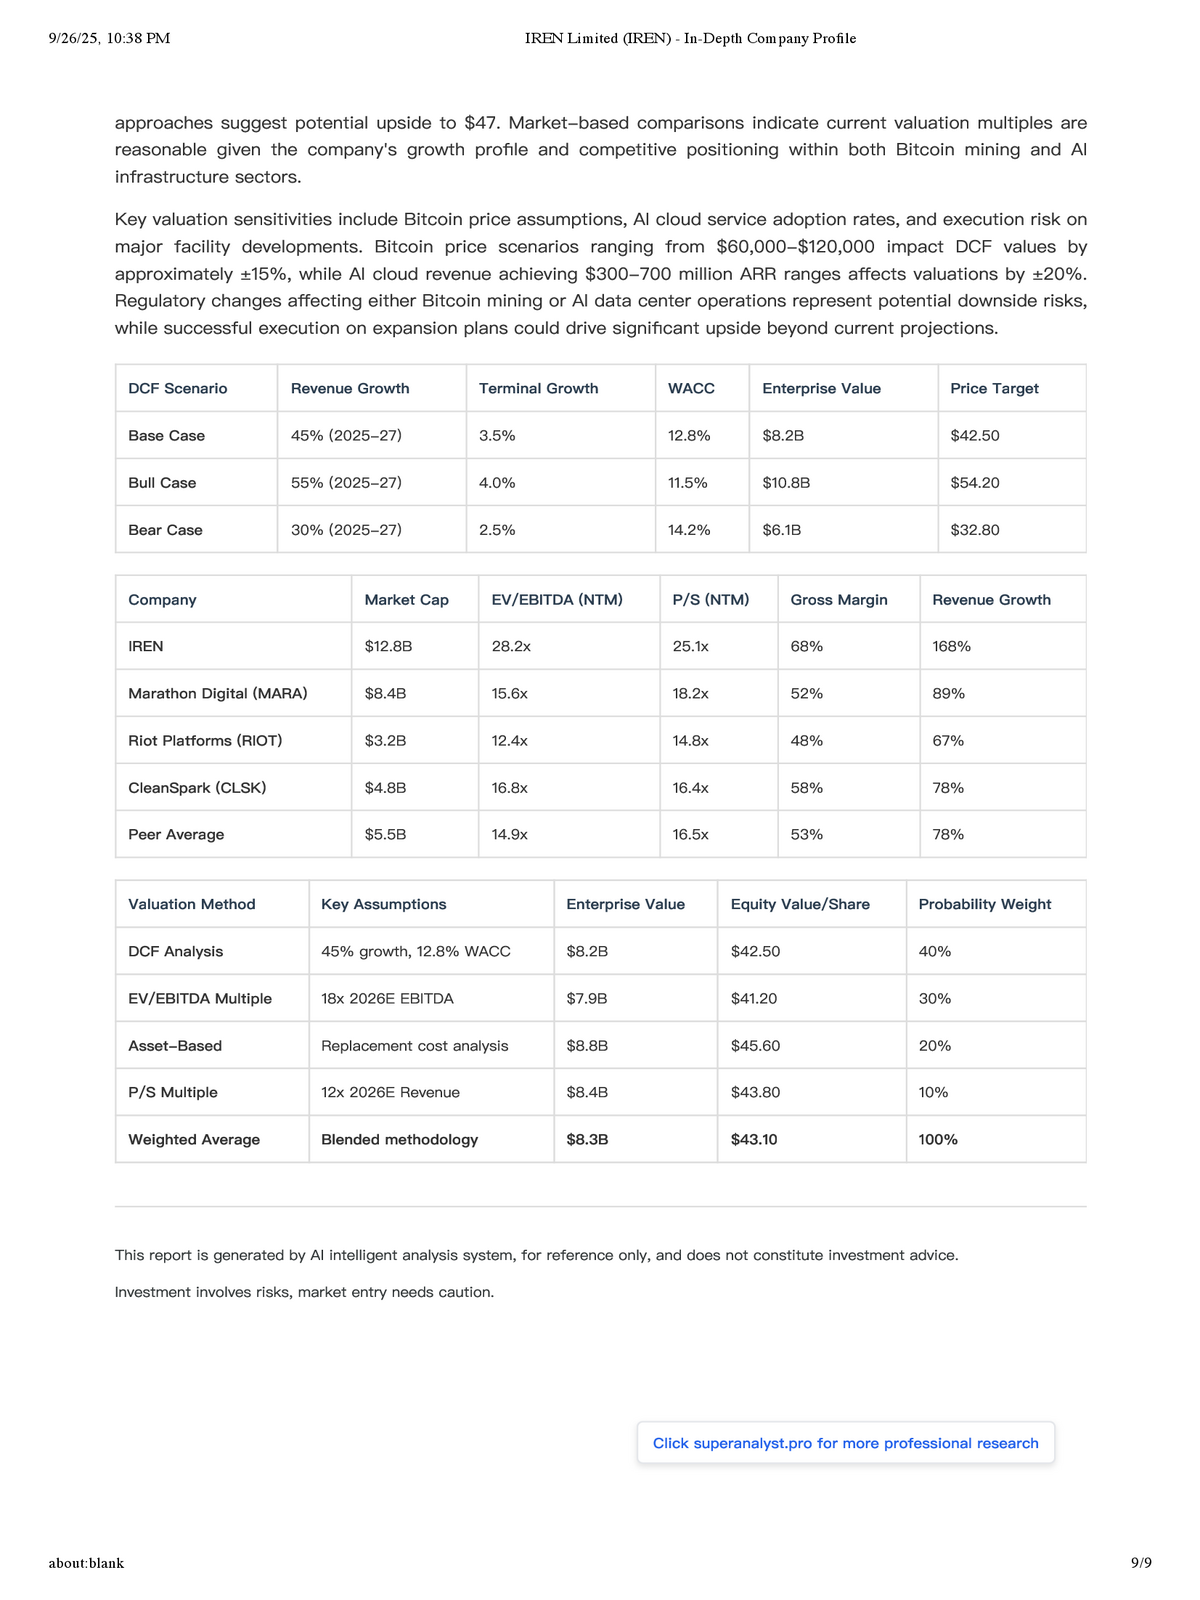 9/26/25, 10:38 PM IREN Limited (IREN) - In-Depth Company Profile
approaches suggest potential upside to $47. Market-based comparisons indicate current valuation multiples are
reasonable given the company's growth profile and competitive positioning within both Bitcoin mining and AI
infrastructure sectors.
Key valuation sensitivities include Bitcoin price assumptions, AI cloud service adoption rates, and execution risk on
major facility developments. Bitcoin price scenarios ranging from $60,000–$120,000 impact DCF values by
approximately ±15%, while AI cloud revenue achieving $300–700 million ARR ranges affects valuations by ±20%.
Regulatory changes affecting either Bitcoin mining or AI data center operations represent potential downside risks,
while successful execution on expansion plans could drive significant upside beyond current projections.
DCF Scenario Revenue Growth Terminal Growth WACC Enterprise Value Price Target
Base Case 45% (2025–27) 3.5% 12.8% $8.2B $42.50
Bull Case 55% (2025–27) 4.0% 11.5% $10.8B $54.20
Bear Case 30% (2025–27) 2.5% 14.2% $6.1B $32.80
Company Market Cap EV/EBITDA (NTM) P/S (NTM) Gross Margin Revenue Growth
IREN $12.8B 28.2x 25.1x 68% 168%
Marathon Digital (MARA) $8.4B 15.6x 18.2x 52% 89%
Riot Platforms (RIOT) $3.2B 12.4x 14.8x 48% 67%
CleanSpark (CLSK) $4.8B 16.8x 16.4x 58% 78%
Peer Average $5.5B 14.9x 16.5x 53% 78%
Valuation Method Key Assumptions Enterprise Value Equity Value/Share Probability Weight
DCF Analysis 45% growth, 12.8% WACC $8.2B $42.50 40%
EV/EBITDA Multiple 18x 2026E EBITDA $7.9B $41.20 30%
Asset–Based Replacement cost analysis $8.8B $45.60 20%
P/S Multiple 12x 2026E Revenue $8.4B $43.80 10%
Weighted Average Blended methodology $8.3B $43.10 100%
This report is generated by AI intelligent analysis system, for reference only, and does not constitute investment advice.
Investment involves risks, market entry needs caution.
Click superanalyst.pro for more professional research
about:blank 9/9